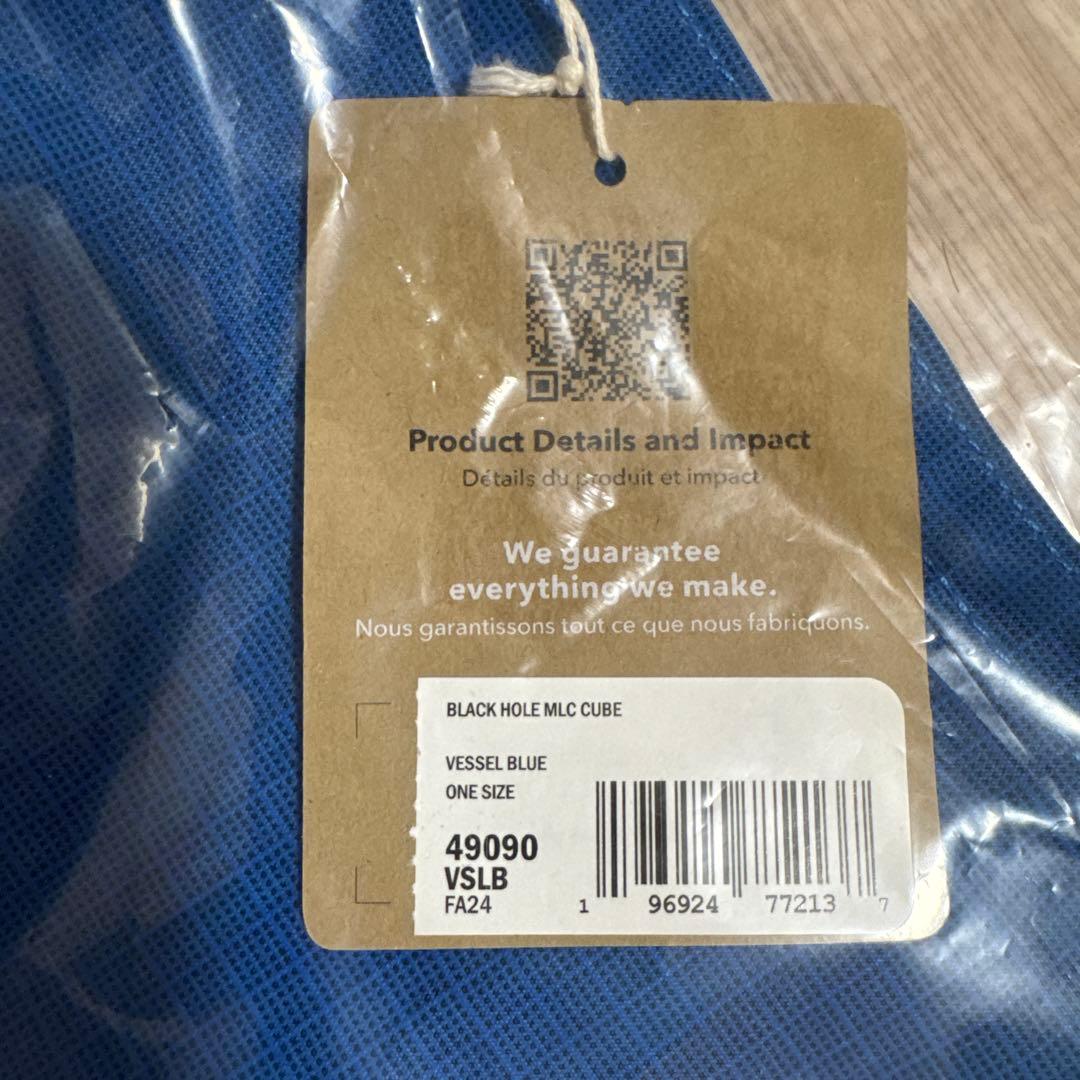 Product Details and Impact
Détails du produit et impact
We guarantee
everything we make.
Nous garantissons tout ce que nous fabriquons.
BLACK HOLE MLC CUBE
VESSEL BLUE
ONE SIZE
49090
VSLB
FA24
1 96924 77213 7